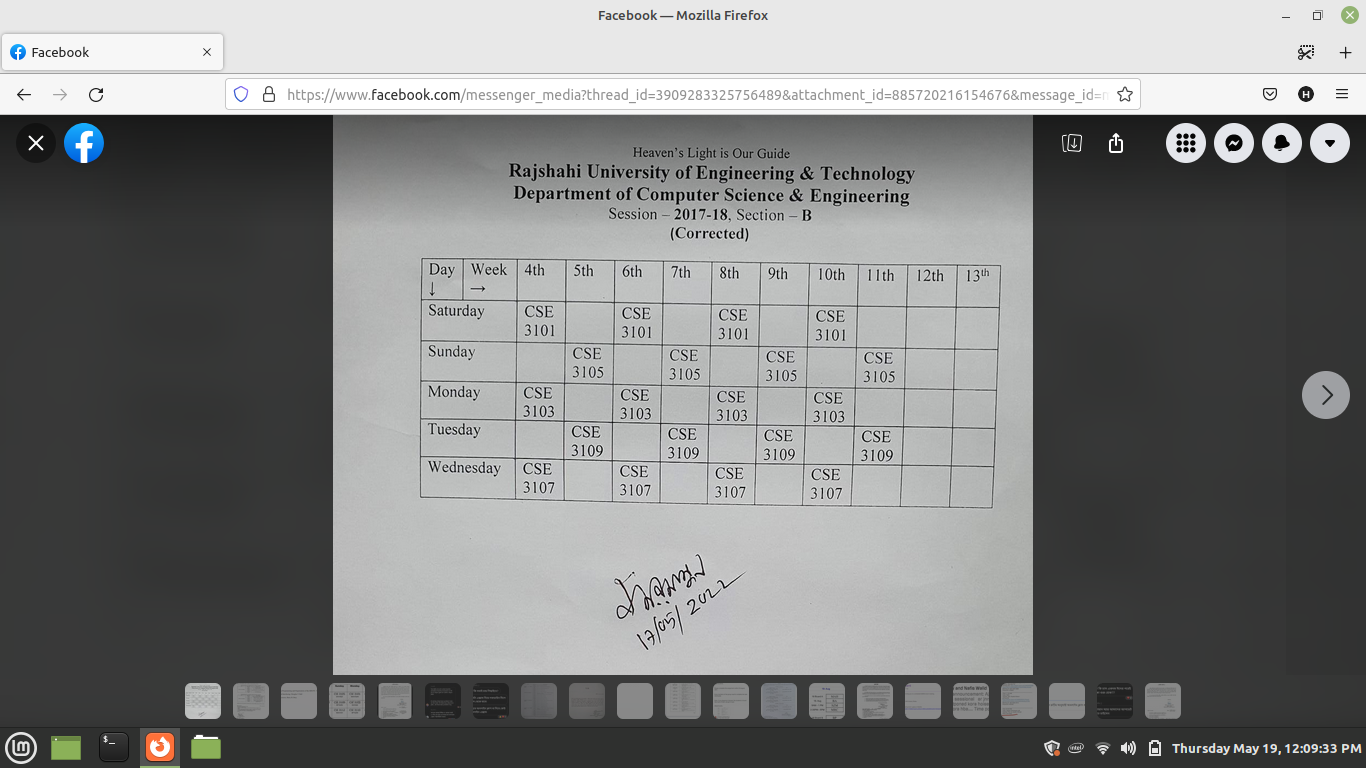 Facebook — Mozilla Firefox
Facebook
https://www.facebook.com/messenger_media?thread_id=3909283325756489&attachment_id=885720216154676&message_id=
Heaven's Light is Our Guide
Rajshahi University of Engineering & Technology
Department of Computer Science & Engineering
Session – 2017-18, Section – B
(Corrected)
Day ↓ Week → 4th 5th 6th 7th 8th 9th 10th 11th 12th 13th
Saturday CSE 3101 CSE 3101 CSE 3101 CSE 3101
Sunday CSE 3105 CSE 3105 CSE 3105 CSE 3105
Monday CSE 3103 CSE 3103 CSE 3103 CSE 3103
Tuesday CSE 3109 CSE 3109 CSE 3109 CSE 3109
Wednesday CSE 3107 CSE 3107 CSE 3107 CSE 3107
17/05/2022
Thursday May 19, 12:09:33 PM